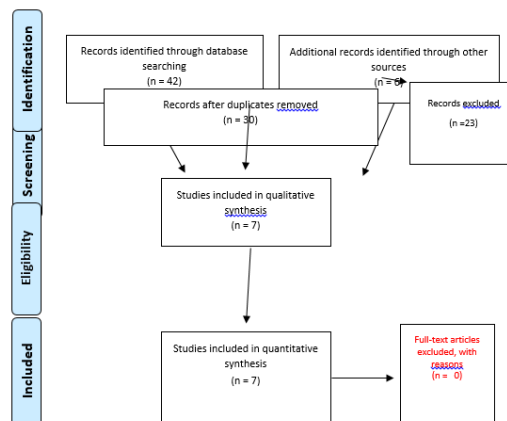 Identification
Screening
Eligibility
Included
Records identified through database
searching
(n = 42)
Additional records identified through other
sources
(n = 6)
Records after duplicates removed
(n = 30)
Records excluded
(n =23)
Studies included in qualitative
synthesis
(n = 7)
Studies included in quantitative
synthesis
(n = 7)
Full-text articles
excluded, with
reasons
(n = 0)